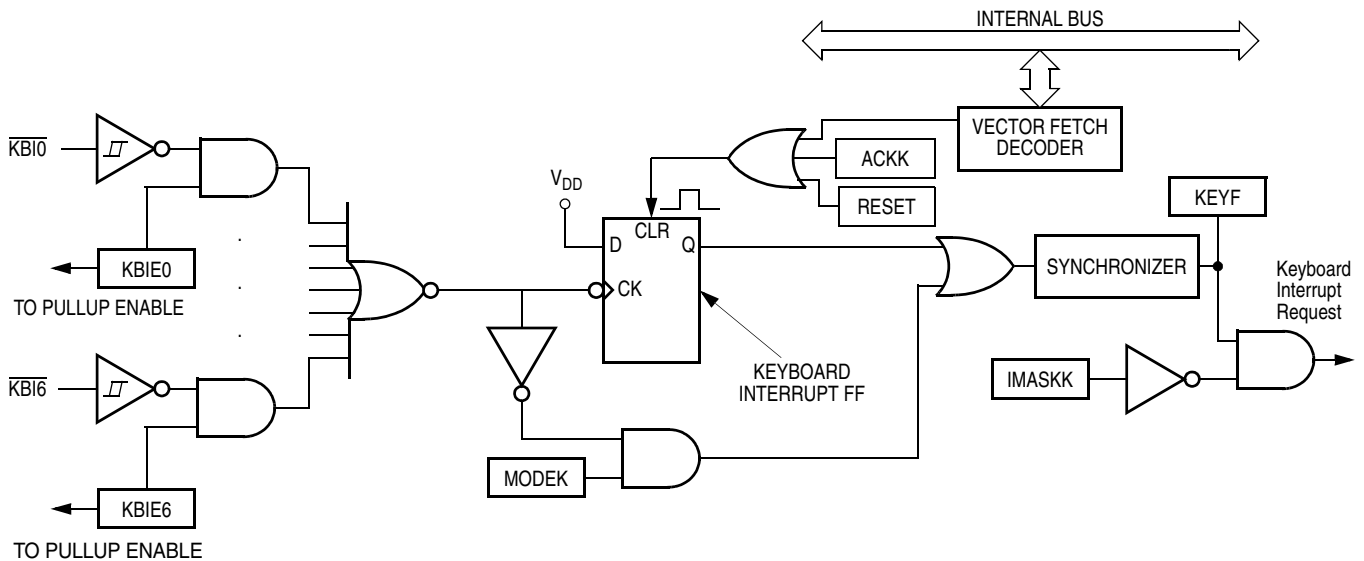 INTERNAL BUS
VECTOR FETCH
DECODER
ACKK
RESET
KBI0
KBIE0
TO PULLUP ENABLE
KBI6
KBIE6
TO PULLUP ENABLE
VDD
CLR
D
Q
CK
KEYBOARD
INTERRUPT FF
MODEK
SYNCHRONIZER
KEYF
IMASKK
Keyboard
Interrupt
Request